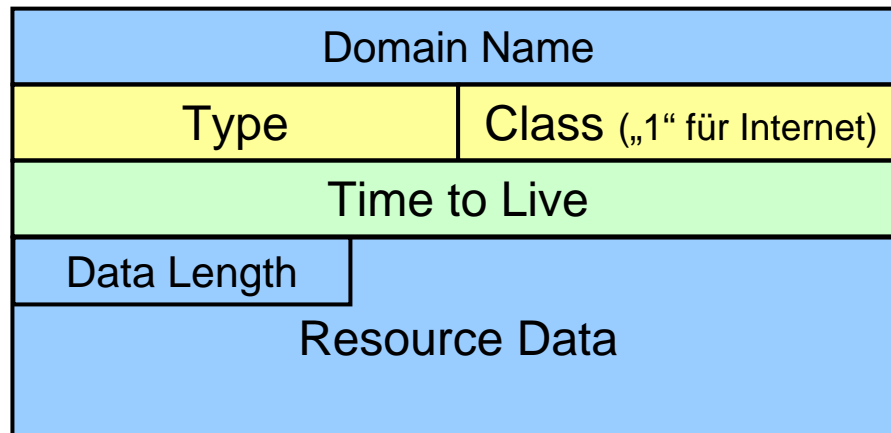 Domain Name
Type
Class („1“ für Internet)
Time to Live
Data Length
Resource Data